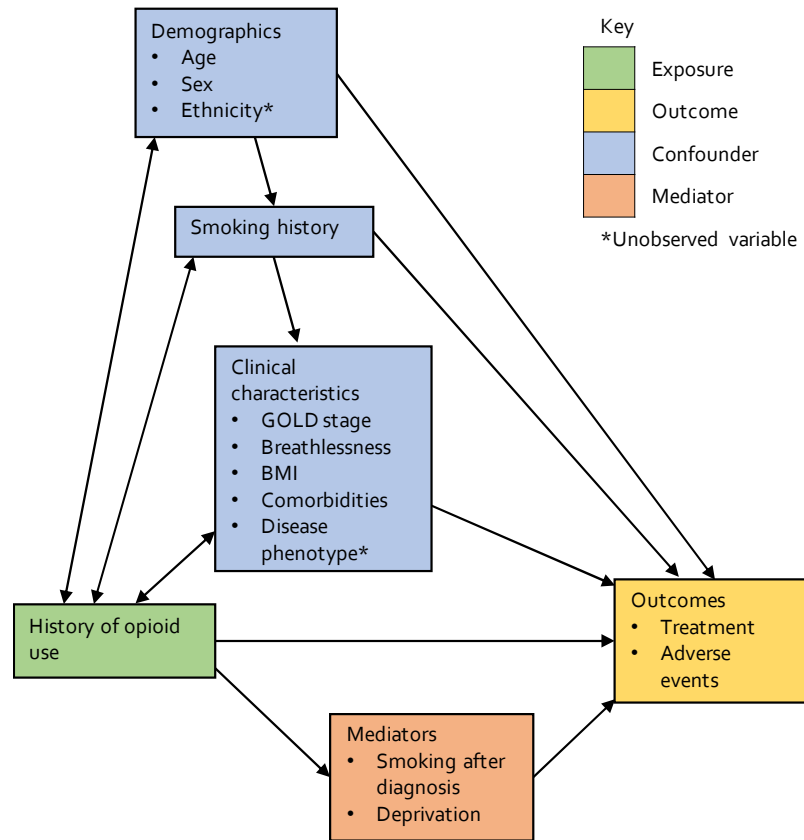 Demographics
• Age
• Sex
• Ethnicity*
Key
Exposure
Outcome
Confounder
Mediator
*Unobserved variable
Smoking history
Clinical
characteristics
• GOLD stage
• Breathlessness
• BMI
• Comorbidities
• Disease
phenotype*
History of opioid
use
Outcomes
• Treatment
• Adverse
events
Mediators
• Smoking after
diagnosis
• Deprivation